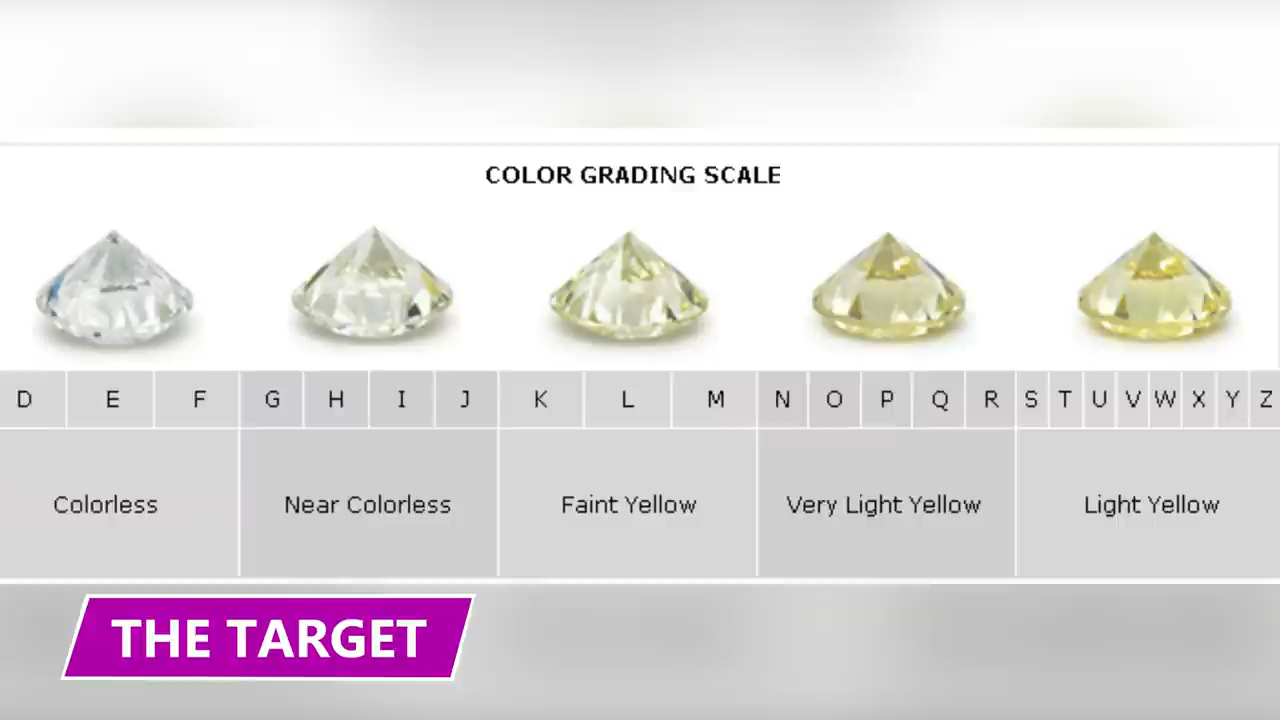 COLOR GRADING SCALE
D E F G H I J K L M N O P Q R S T U V W X Y Z
Colorless Near Colorless Faint Yellow Very Light Yellow Light Yellow
THE TARGET